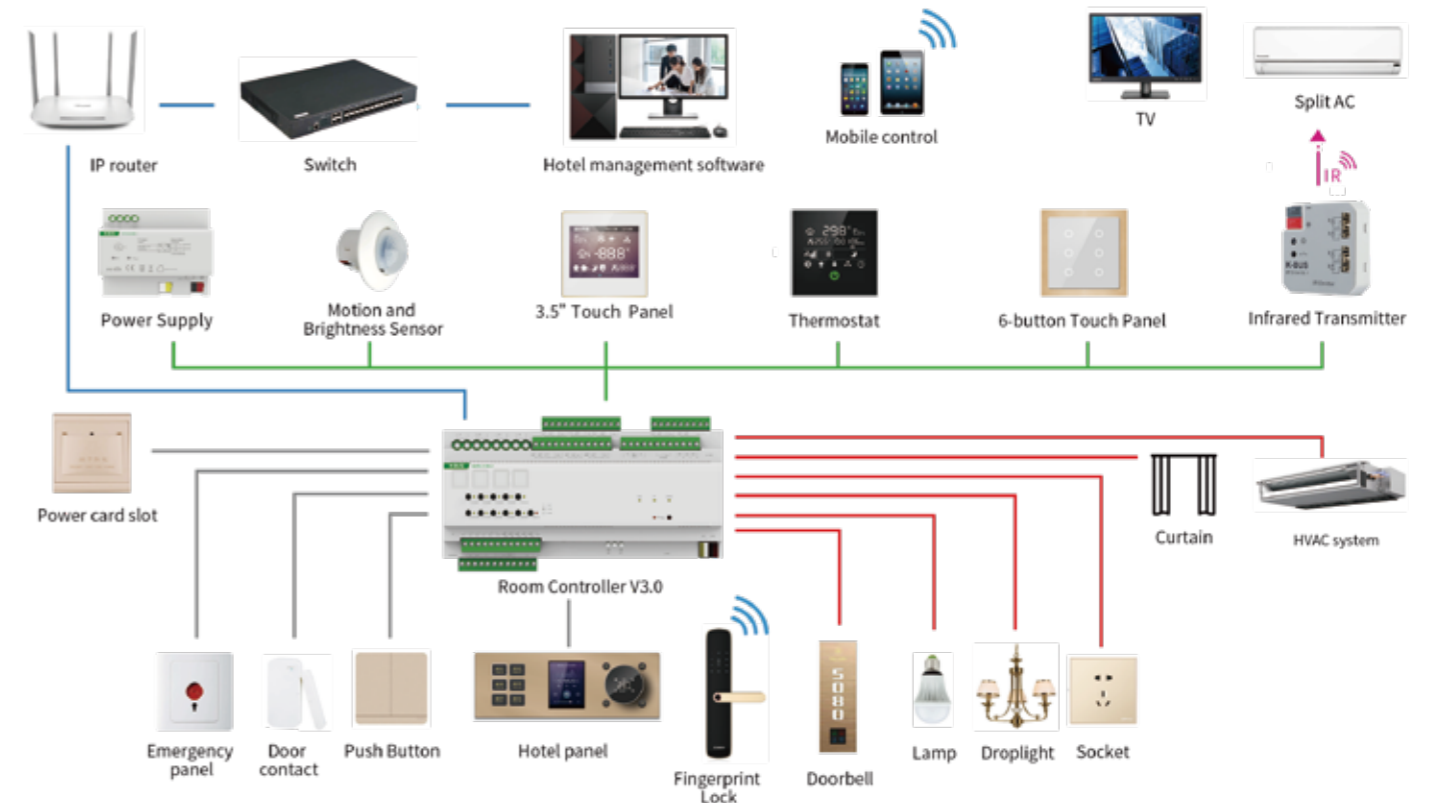 IP router
Switch
Hotel management software
Mobile control
TV
Split AC
IR
Power Supply
Motion and
Brightness Sensor
3.5" Touch Panel
Thermostat
6-button Touch Panel
K-BUS
Infrared Transmitter
Power card slot
Room Controller V3.0
Curtain
HVAC system
5080
Emergency
panel
Door
contact
Push Button
Hotel panel
Fingerprint
Lock
Doorbell
Lamp
Droplight
Socket